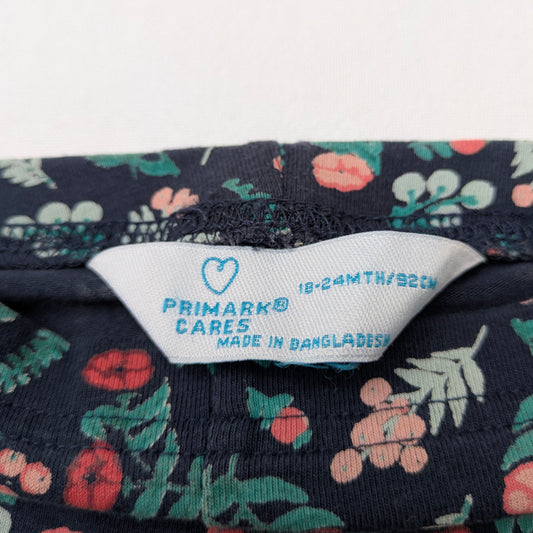 18-24MTH/92CM
PRIMARK®
CARES
MADE IN BANGLADESH